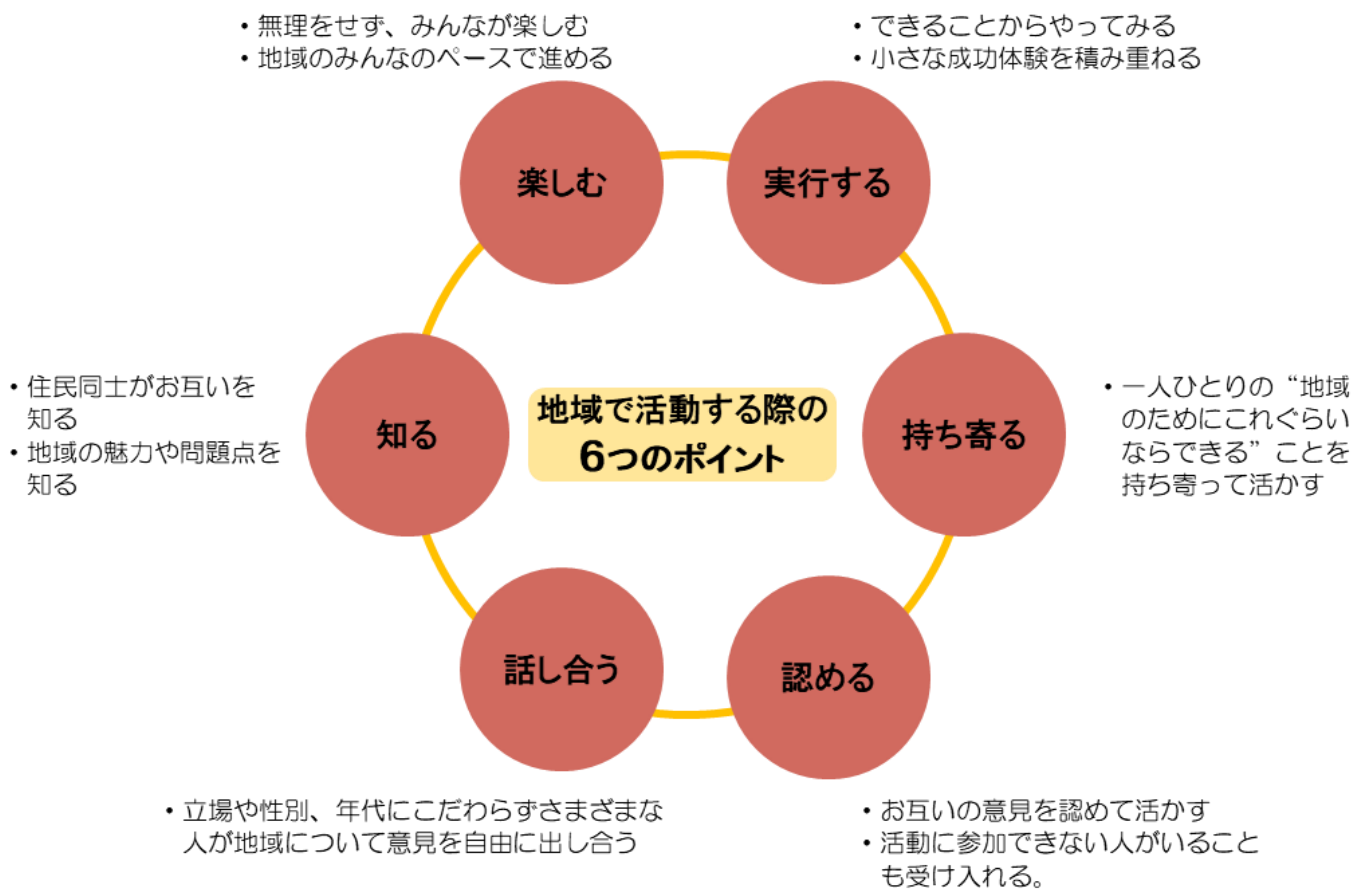 ・無理をせず、みんなが楽しむ
・地域のみんなのペースで進める
・できることからやってみる
・小さな成功体験を積み重ねる
楽しむ
実行する
・住民同士がお互いを
知る
・地域の魅力や問題点を
知る
知る
地域で活動する際の
6つのポイント
持ち寄る
・一人ひとりの“地域
のためにこれぐらい
ならできる”ことを
持ち寄って活かす
話し合う
認める
・立場や性別、年代にこだわらずさまざまな
人が地域について意見を自由に出し合う
・お互いの意見を認めて活かす
・活動に参加できない人がいること
も受け入れる。